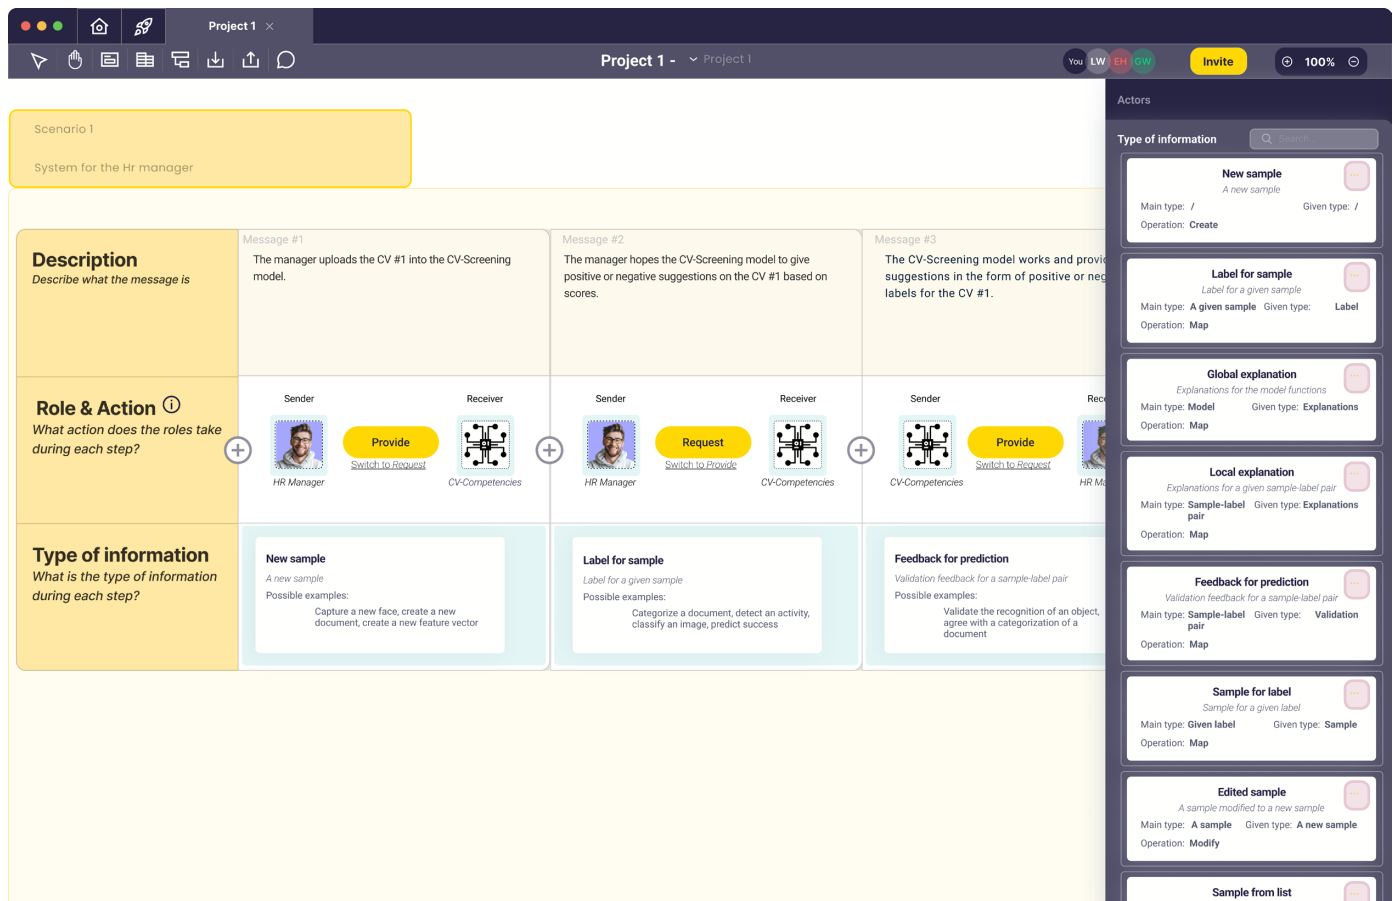 Project 1
Project 1 -
Project 1
You
LW
EH
GW
Invite
100%
Scenario 1
System for the Hr manager
Description
Describe what the message is
Message #1
The manager uploads the CV #1 into the CV-Screening
model.
Message #2
The manager hopes the CV-Screening model to give
positive or negative suggestions on the CV #1 based on
scores.
Message #3
The CV-Screening model works and
suggestions in the form of positive or
labels for the CV #1.
Role & Action
What action does the roles take
during each step?
Sender
Receiver
Provide
Switch to Request
HR Manager
CV-Competencies
Sender
Receiver
Request
Switch to Provide
HR Manager
CV-Competencies
Sender
Provide
Switch to Request
CV-Competencies
HR
Type of information
What is the type of information
during each step?
New sample
A new sample
Possible examples:
Capture a new face, create a new
document, create a new feature vector
Label for sample
Label for a given sample
Possible examples:
Categorize a document, detect an activity,
classify an image, predict success
Feedback for prediction
Validation feedback for a sample-label pair
Possible examples:
Validate the recognition of an object,
agree with a categorization of a
document
Actors
Type of information
Search...
New sample
A new sample
Main type: / Given type: /
Operation: Create
Label for sample
Label for a given sample
Main type: A given sample Given type: Label
Operation: Map
Global explanation
Explanations for the model functions
Main type: Model Given type: Explanations
Operation: Map
Local explanation
Explanations for a given sample-label pair
Main type: Sample-label Given type: Explanations
pair
Operation: Map
Feedback for prediction
Validation feedback for a sample-label pair
Main type: Sample-label Given type: Validation
pair
Operation: Map
Sample for label
Sample for a given label
Main type: Given label Given type: Sample
Operation: Map
Edited sample
A sample modified to a new sample
Main type: A sample Given type: A new sample
Operation: Modify
Sample from list